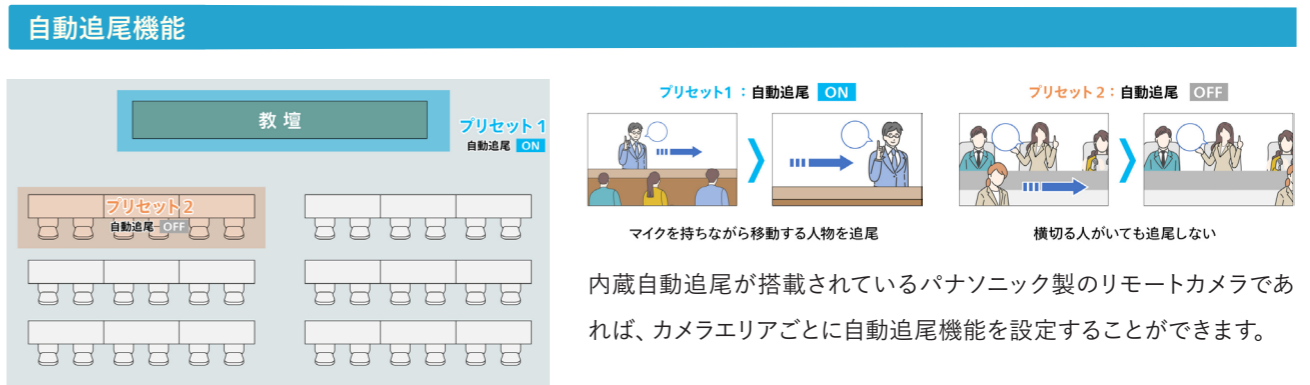 自動追尾機能
教壇
プリセット1
自動追尾 ON
プリセット2
自動追尾 OFF
プリセット1：自動追尾 ON
マイクを持ちながら移動する人物を追尾
プリセット2：自動追尾 OFF
横切る人がいても追尾しない
内蔵自動追尾が搭載されているパナソニック製のリモートカメラであ
れば、カメラエリアごとに自動追尾機能を設定することができます。